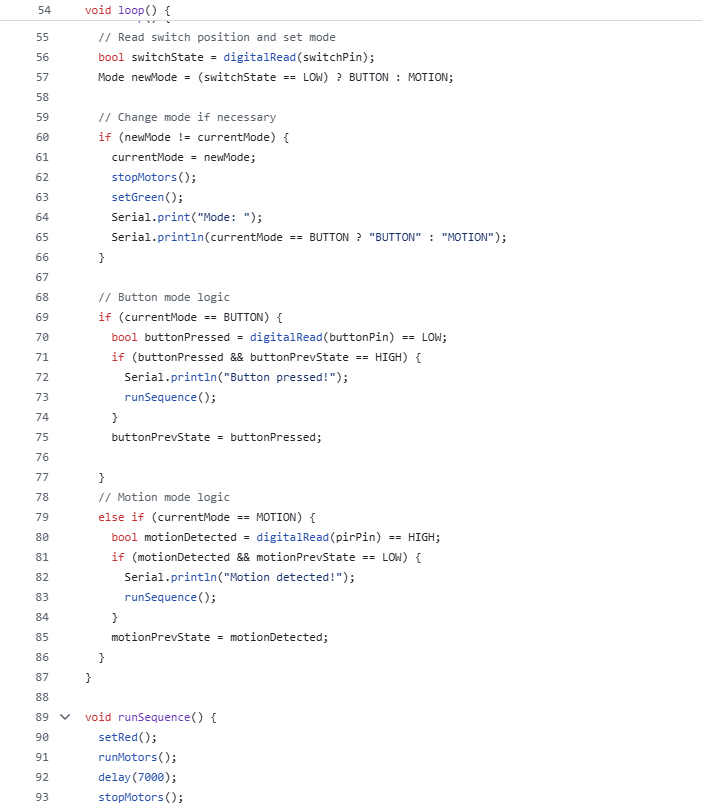 54 void loop() {
55 // Read switch position and set mode
56 bool switchState = digitalRead(switchPin);
57 Mode newMode = (switchState == LOW) ? BUTTON : MOTION;
58
59 // Change mode if necessary
60 if (newMode != currentMode) {
61 currentMode = newMode;
62 stopMotors();
63 setGreen();
64 Serial.print("Mode: ");
65 Serial.println(currentMode == BUTTON ? "BUTTON" : "MOTION");
66 }
67
68 // Button mode logic
69 if (currentMode == BUTTON) {
70 bool buttonPressed = digitalRead(buttonPin) == LOW;
71 if (buttonPressed && buttonPrevState == HIGH) {
72 Serial.println("Button pressed!");
73 runSequence();
74 }
75 buttonPrevState = buttonPressed;
76
77 }
78 // Motion mode logic
79 else if (currentMode == MOTION) {
80 bool motionDetected = digitalRead(pirPin) == HIGH;
81 if (motionDetected && motionPrevState == LOW) {
82 Serial.println("Motion detected!");
83 runSequence();
84 }
85 motionPrevState = motionDetected;
86 }
87 }
88
89 void runSequence() {
90 setRed();
91 runMotors();
92 delay(7000);
93 stopMotors();